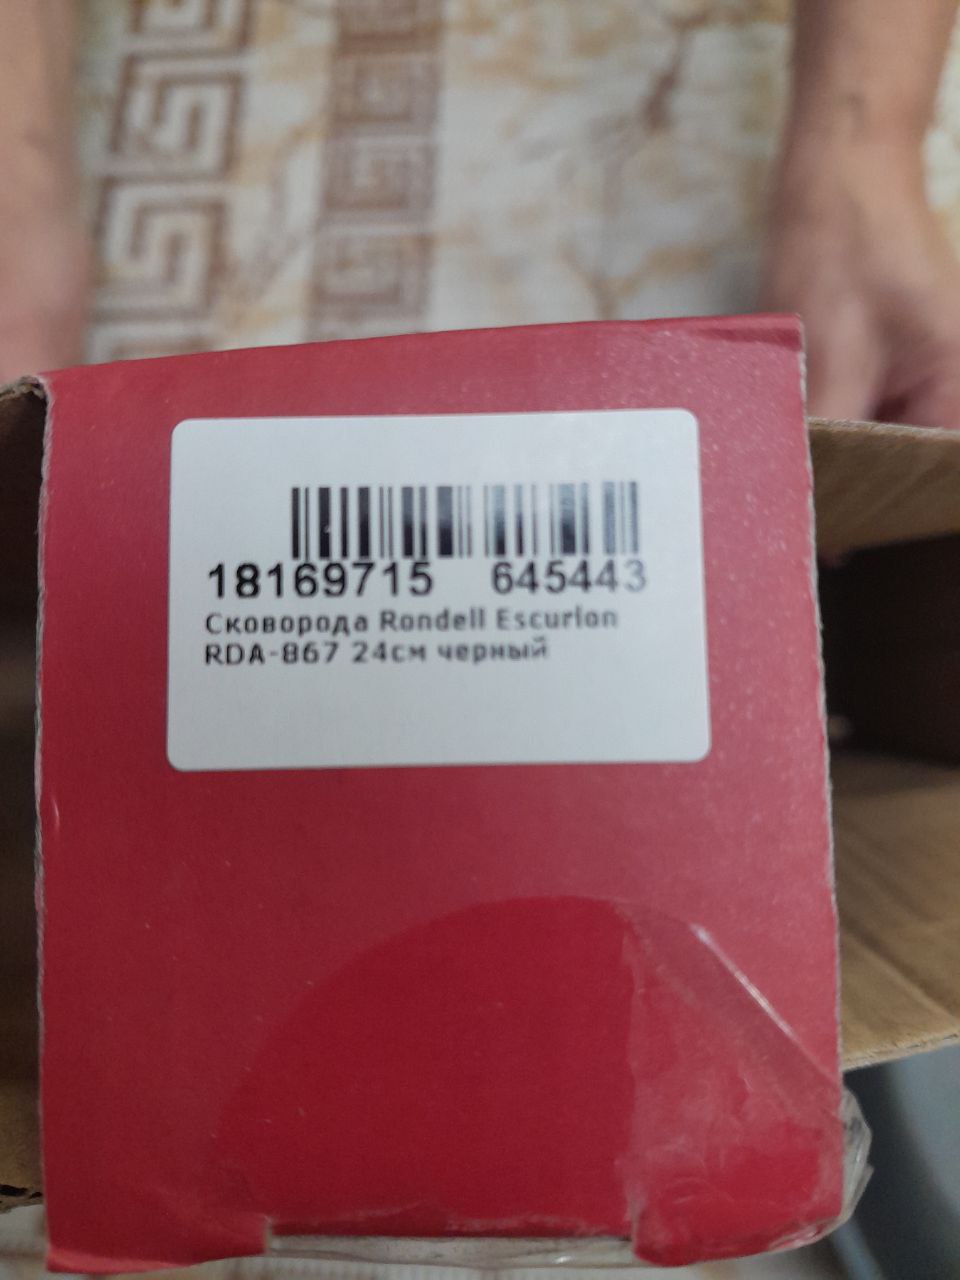 18169715 645443
Сковорода Rondell Escurion
RDA-867 24см черный